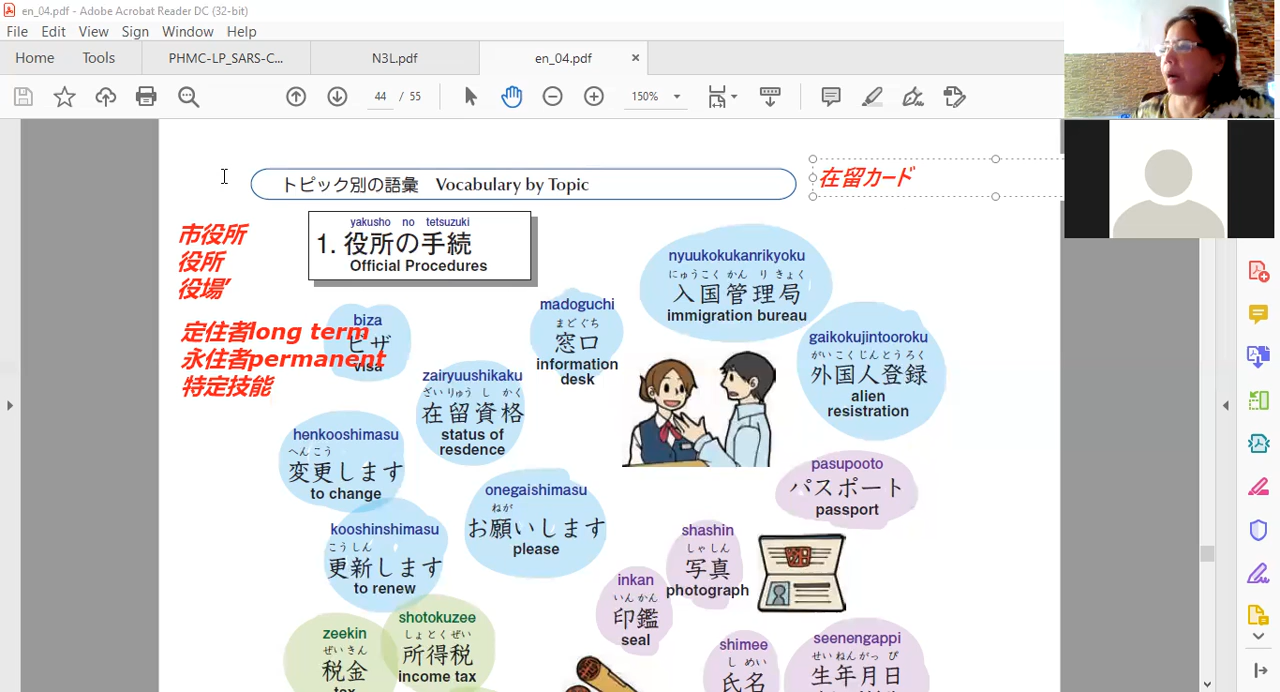 en_04.pdf - Adobe Acrobat Reader DC (32-bit)
File Edit View Sign Window Help
Home Tools PHMC-LP_SARS-C... N3L.pdf en_04.pdf ×
44 / 55 150%
トピック別の語彙 Vocabulary by Topic
在留カード
市役所
役所
役場
定住者long term
永住者permanent
特定技能
yakusho no tetsuzuki
1. 役所の手続
Official Procedures
biza
ビザ
visa
madoguchi
まどぐち
窓口
information
desk
nyuukokukanrikyoku
にゅうこくかんりきょく
入国管理局
immigration bureau
gaikokujintooroku
がいこくじんとうろく
外国人登録
alien
resistration
zairyuushikaku
ざいりゅうしかく
在留資格
status of
resdence
henkooshimasu
へんこう
変更します
to change
onegaishimasu
ねが
お願いします
please
pasupooto
パスポート
passport
kooshinshimasu
こうしん
更新します
to renew
shashin
しゃしん
写真
photograph
inkan
いんかん
印鑑
seal
zeekin
ぜいきん
税金
tax
shotokuzee
しょとくぜい
所得税
income tax
shimee
しめい
氏名
seenengappi
せいねんがっぴ
生年月日